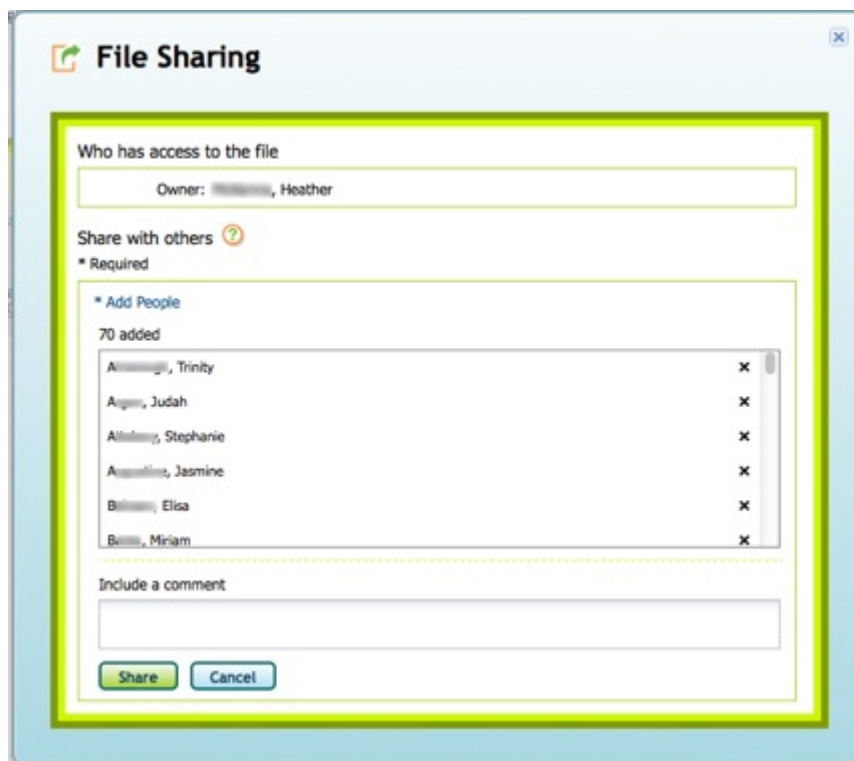 File Sharing
Who has access to the file
Owner: , Heather
Share with others ?
* Required
* Add People
70 added
, Trinity
, Judah
, Stephanie
, Jasmine
, Elisa
, Miriam
Include a comment
Share Cancel